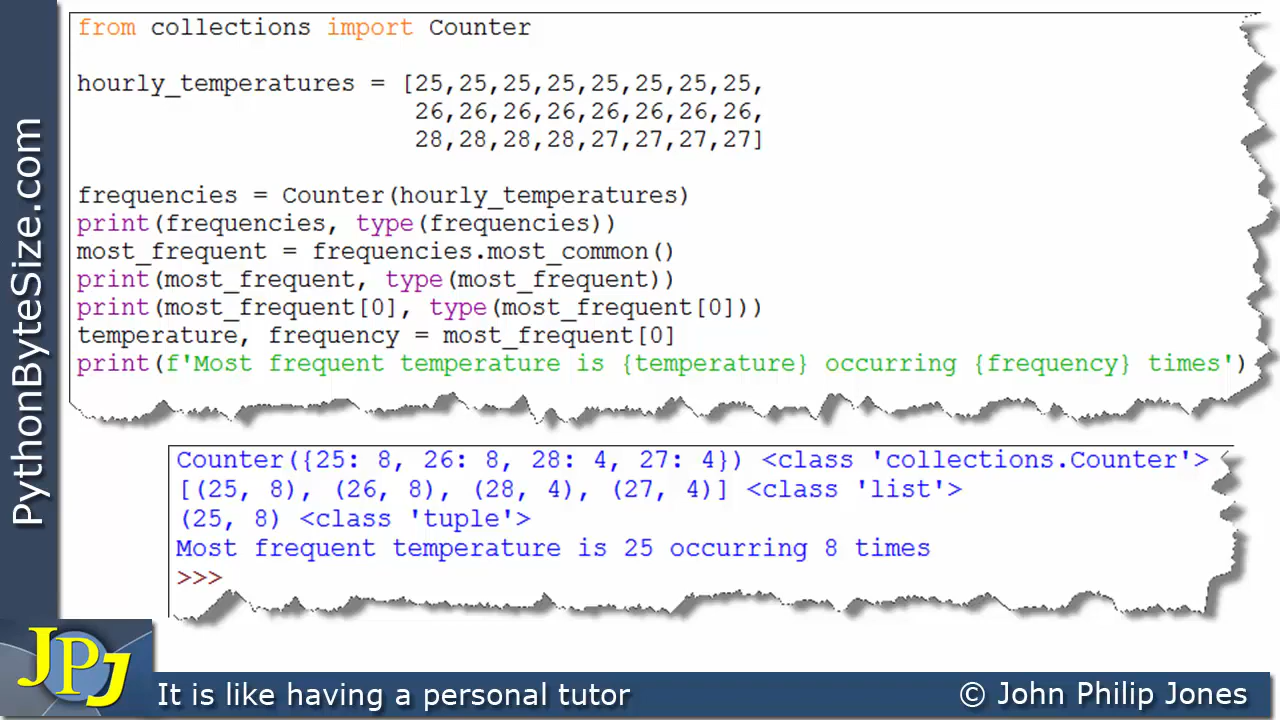 from collections import Counter
hourly_temperatures = [25,25,25,25,25,25,25,25,
26,26,26,26,26,26,26,26,
28,28,28,28,27,27,27,27]
frequencies = Counter(hourly_temperatures)
print(frequencies, type(frequencies))
most_frequent = frequencies.most_common()
print(most_frequent, type(most_frequent))
print(most_frequent[0], type(most_frequent[0]))
temperature, frequency = most_frequent[0]
print(f'Most frequent temperature is {temperature} occurring {frequency} times')
Counter({25: 8, 26: 8, 28: 4, 27: 4}) <class 'collections.Counter'>
[(25, 8), (26, 8), (28, 4), (27, 4)] <class 'list'>
(25, 8) <class 'tuple'>
Most frequent temperature is 25 occurring 8 times
>>>
PythonByteSize.com
JPJ
It is like having a personal tutor
© John Philip Jones